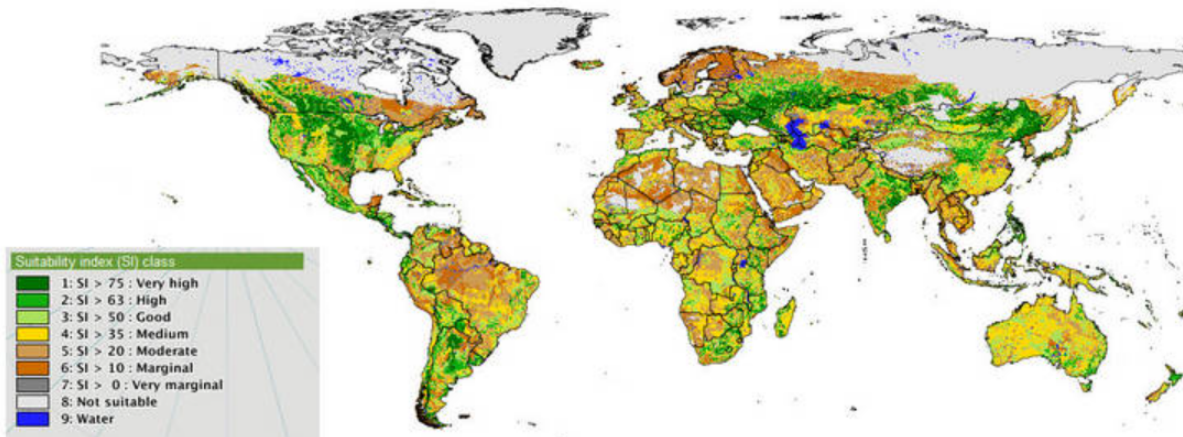 Suitability index (SI) class
1: SI > 75 : Very high
2: SI > 63 : High
3: SI > 50 : Good
4: SI > 35 : Medium
5: SI > 20 : Moderate
6: SI > 10 : Marginal
7: SI > 0 : Very marginal
8: Not suitable
9: Water